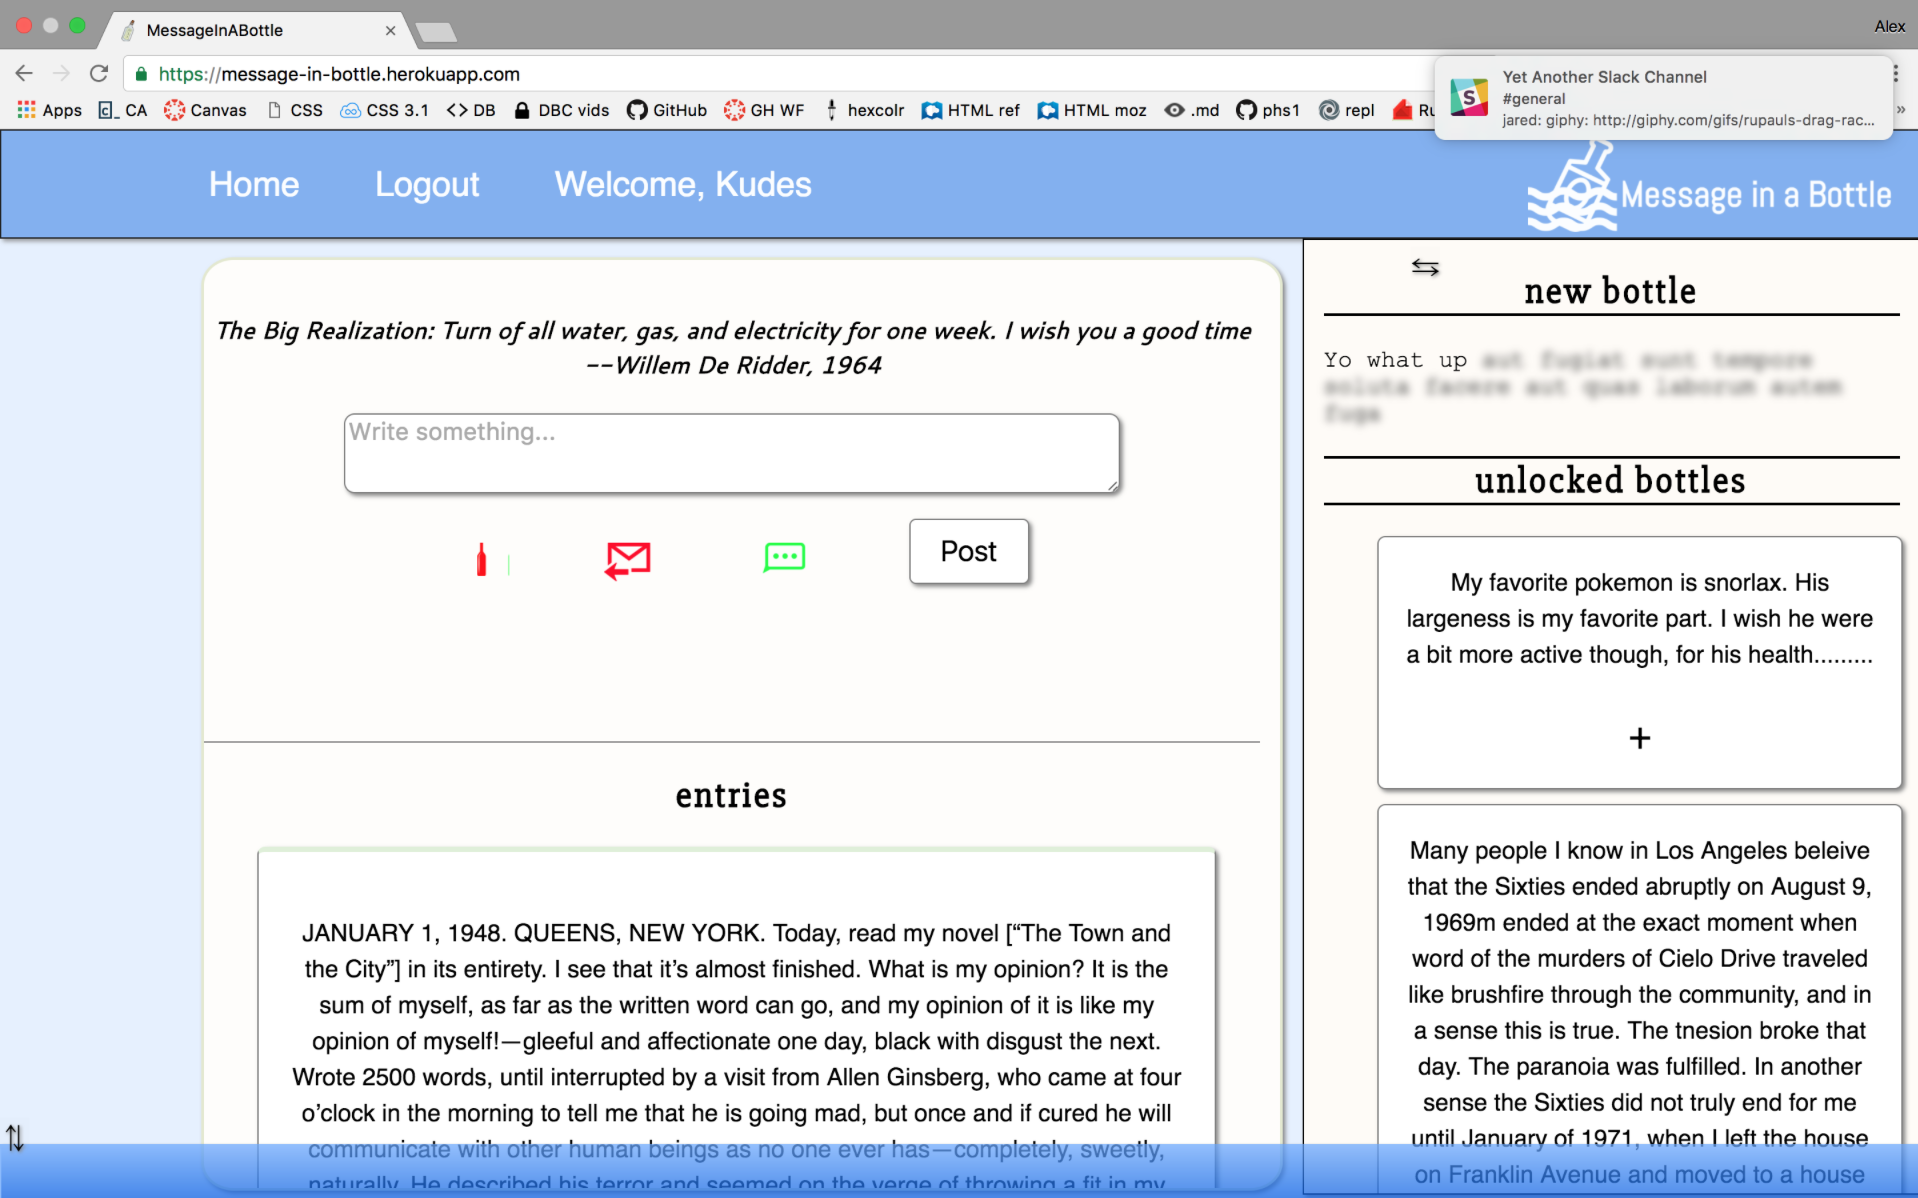 MessageInABottle
Alex
https://message-in-bottle.herokuapp.com
Apps CA Canvas CSS CSS 3.1 DB DBC vids GitHub GH WF hexcolr HTML ref HTML moz .md phs1 repl Ru »
Yet Another Slack Channel
#general
jared: giphy: http://giphy.com/gifs/rupauls-drag-rac...
Home Logout Welcome, Kudes
Message in a Bottle
The Big Realization: Turn of all water, gas, and electricity for one week. I wish you a good time
--Willem De Ridder, 1964
Write something...
Post
entries
JANUARY 1, 1948. QUEENS, NEW YORK. Today, read my novel [“The Town and
the City”] in its entirety. I see that it’s almost finished. What is my opinion? It is the
sum of myself, as far as the written word can go, and my opinion of it is like my
opinion of myself!—gleeful and affectionate one day, black with disgust the next.
Wrote 2500 words, until interrupted by a visit from Allen Ginsberg, who came at four
o’clock in the morning to tell me that he is going mad, but once and if cured he will
communicate with other human beings as no one ever has—completely, sweetly,
naturally. He described his terror and seemed on the verge of throwing a fit in my
new bottle
Yo what up aut fugiat sunt tempore
soluta facere aut quas laborum autem
fuga
unlocked bottles
My favorite pokemon is snorlax. His
largeness is my favorite part. I wish he were
a bit more active though, for his health.........
+
Many people I know in Los Angeles beleive
that the Sixties ended abruptly on August 9,
1969m ended at the exact moment when
word of the murders of Cielo Drive traveled
like brushfire through the community, and in
a sense this is true. The tnesion broke that
day. The paranoia was fulfilled. In another
sense the Sixties did not truly end for me
until January of 1971, when I left the house
on Franklin Avenue and moved to a house